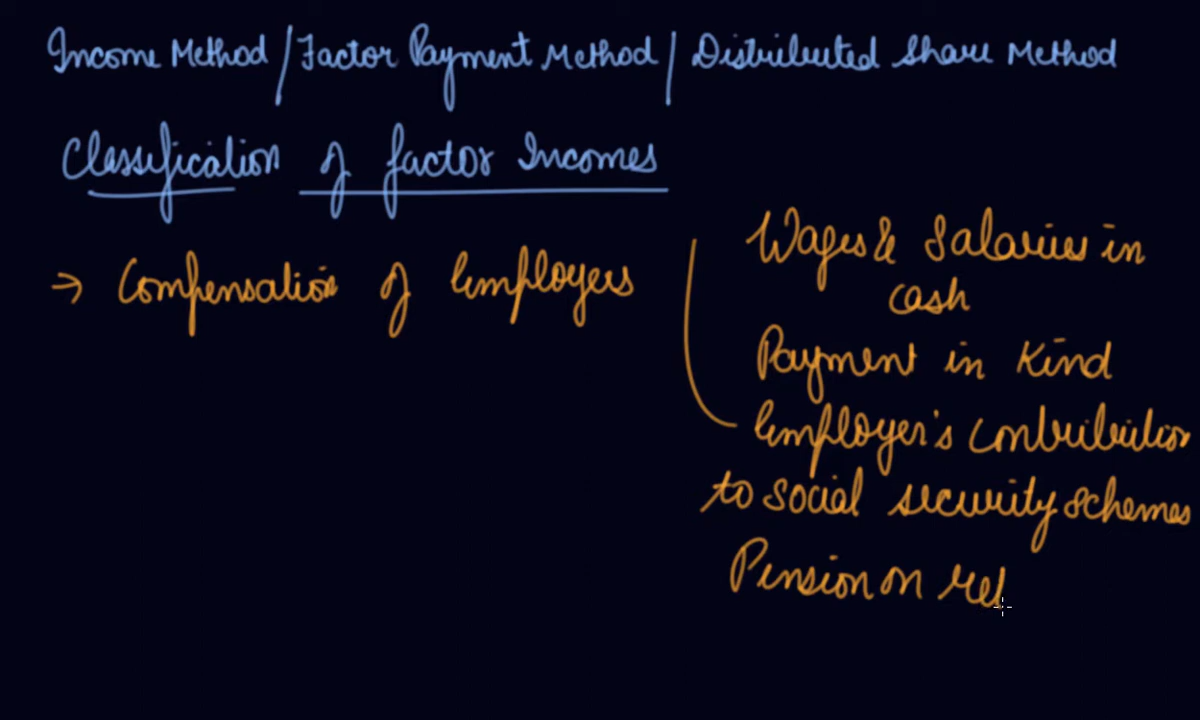 Income Method / Factor Payment Method / Distributed Share Method
Classification of factor Incomes
→ Compensation of Employers
Wages & Salaries in
cash
Payment in Kind
Employer's contribution
to social security schemes
Pension on ret